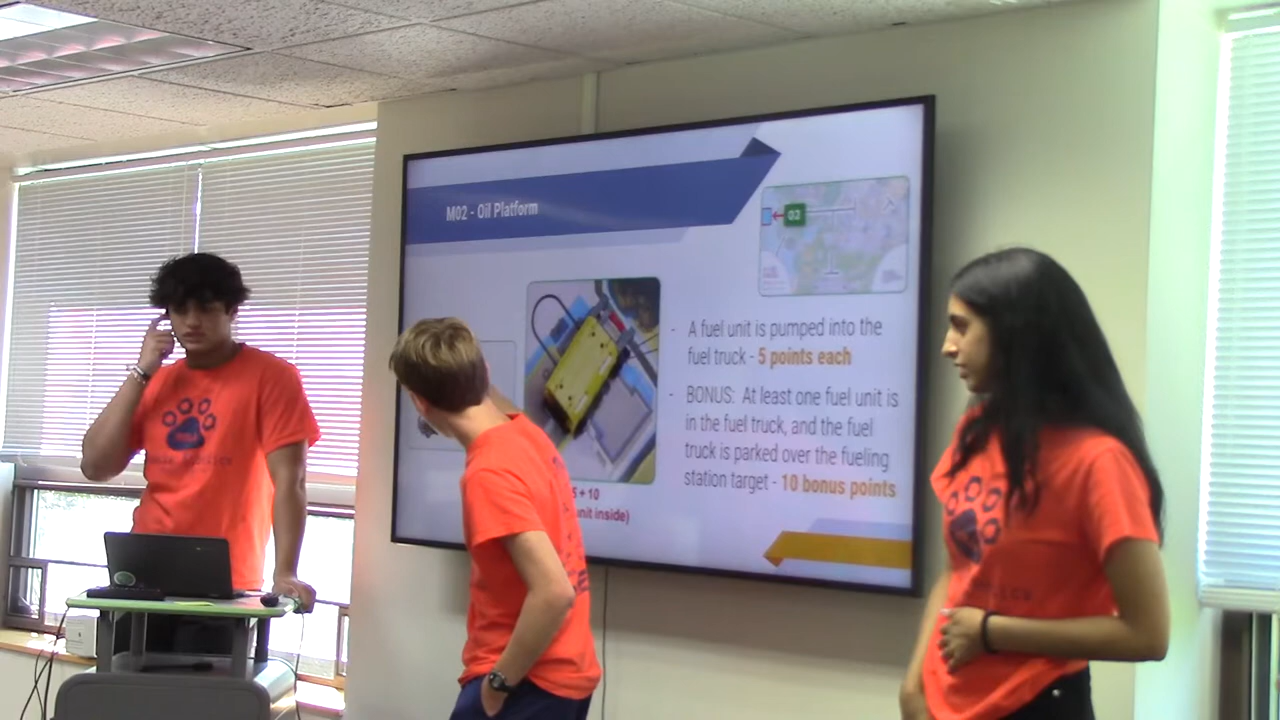 M02 - Oil Platform
02
- A fuel unit is pumped into the
fuel truck - 5 points each
- BONUS: At least one fuel unit is
in the fuel truck, and the fuel
truck is parked over the fueling
station target - 10 bonus points
5 + 10
unit inside)